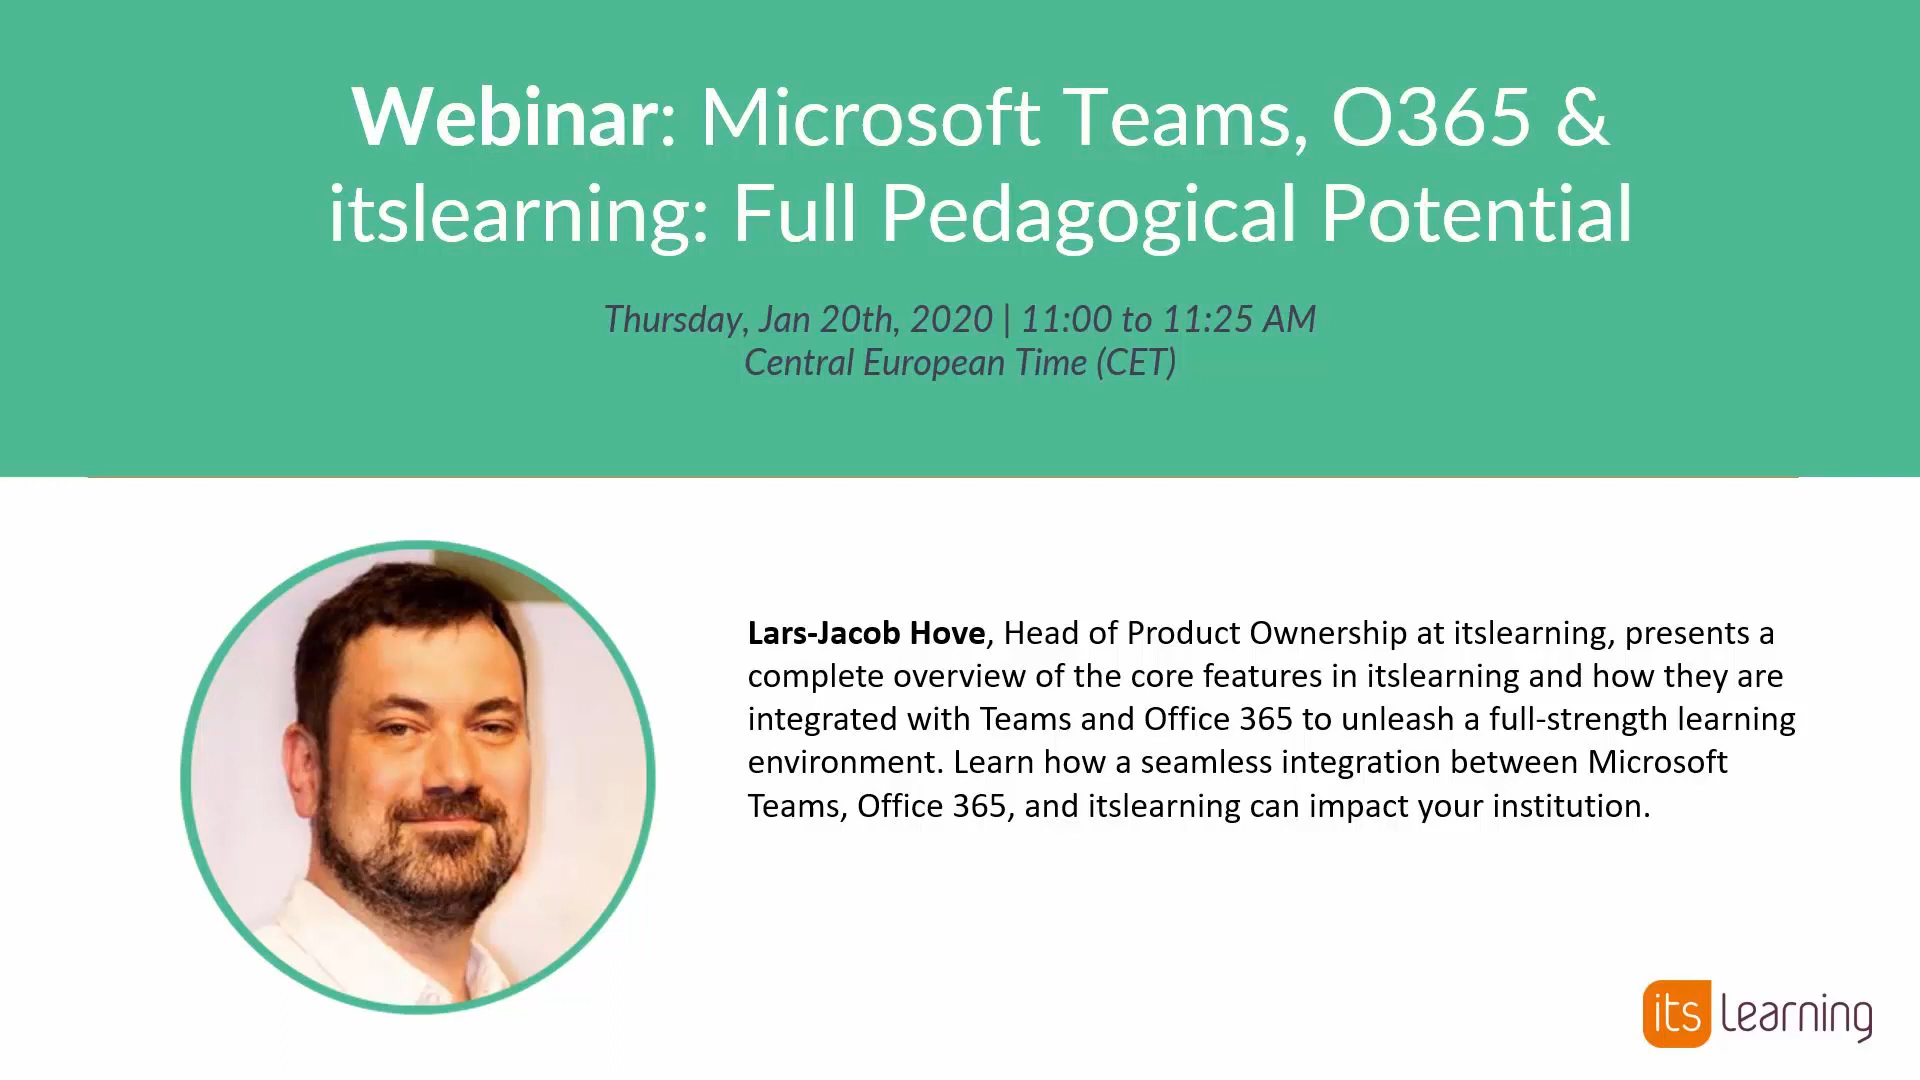 Webinar: Microsoft Teams, O365 &
itslearning: Full Pedagogical Potential
Thursday, Jan 20th, 2020 | 11:00 to 11:25 AM
Central European Time (CET)
Lars-Jacob Hove, Head of Product Ownership at itslearning, presents a
complete overview of the core features in itslearning and how they are
integrated with Teams and Office 365 to unleash a full-strength learning
environment. Learn how a seamless integration between Microsoft
Teams, Office 365, and itslearning can impact your institution.
its learning